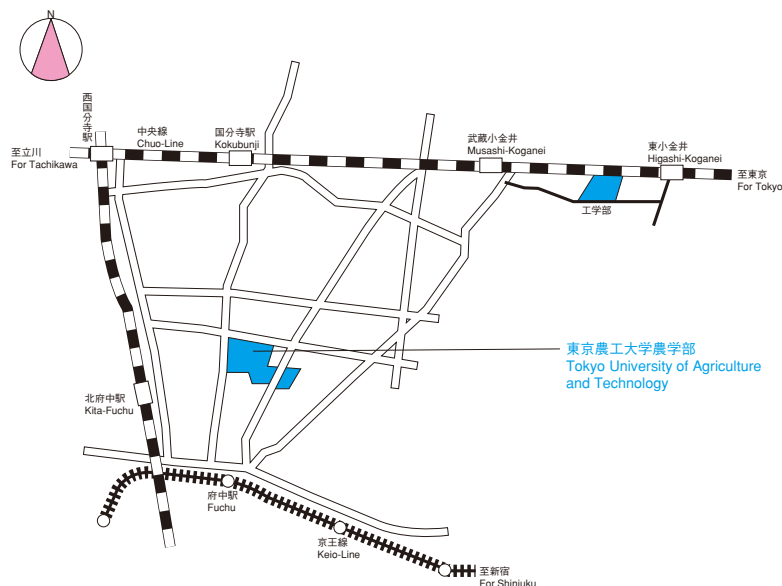 西国分寺駅
中央線
Chuo-Line
国分寺駅
Kokubunji
武蔵小金井
Musashi-Koganei
東小金井
Higashi-Koganei
至立川
For Tachikawa
至東京
For Tokyo
工学部
東京農工大学農学部
Tokyo University of Agriculture
and Technology
北府中駅
Kita-Fuchu
府中駅
Fuchu
京王線
Keio-Line
至新宿
For Shinjuku